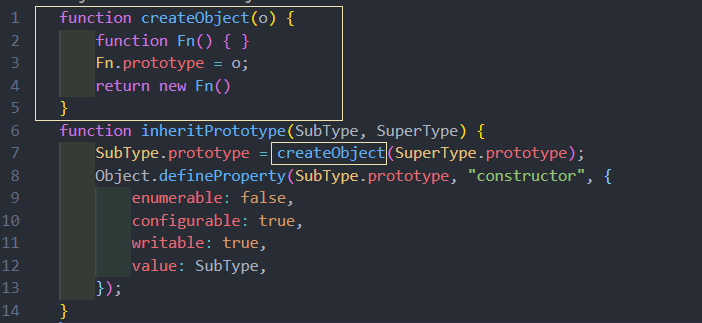 1 function createObject(o) {
2     function Fn() { }
3     Fn.prototype = o;
4     return new Fn()
5 }
6 function inheritPrototype(SubType, SuperType) {
7     SubType.prototype = createObject(SuperType.prototype);
8     Object.defineProperty(SubType.prototype, "constructor", {
9         enumerable: false,
10         configurable: true,
11         writable: true,
12         value: SubType,
13     });
14 }